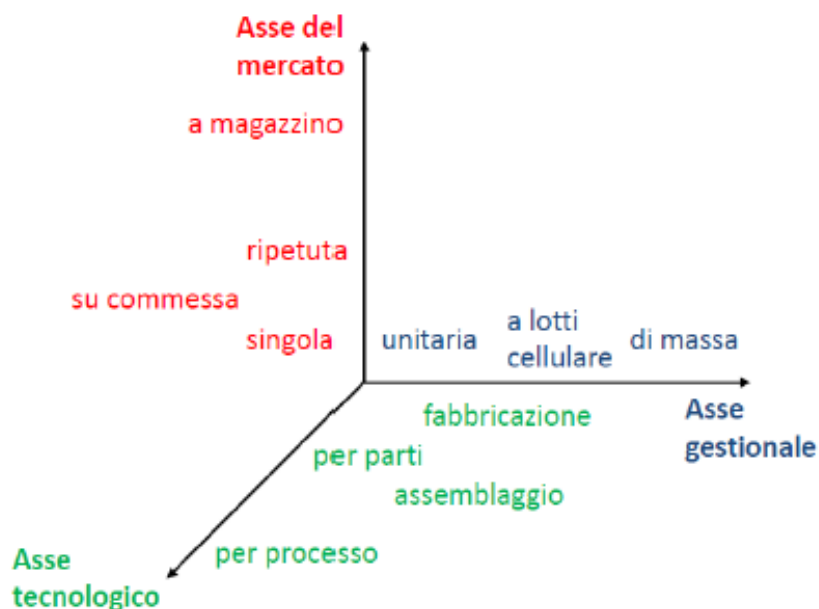 Asse del
mercato
a magazzino
ripetuta
su commessa
singola
unitaria
a lotti
cellulare
di massa
Asse
gestionale
fabbricazione
per parti
assemblaggio
per processo
Asse
tecnologico